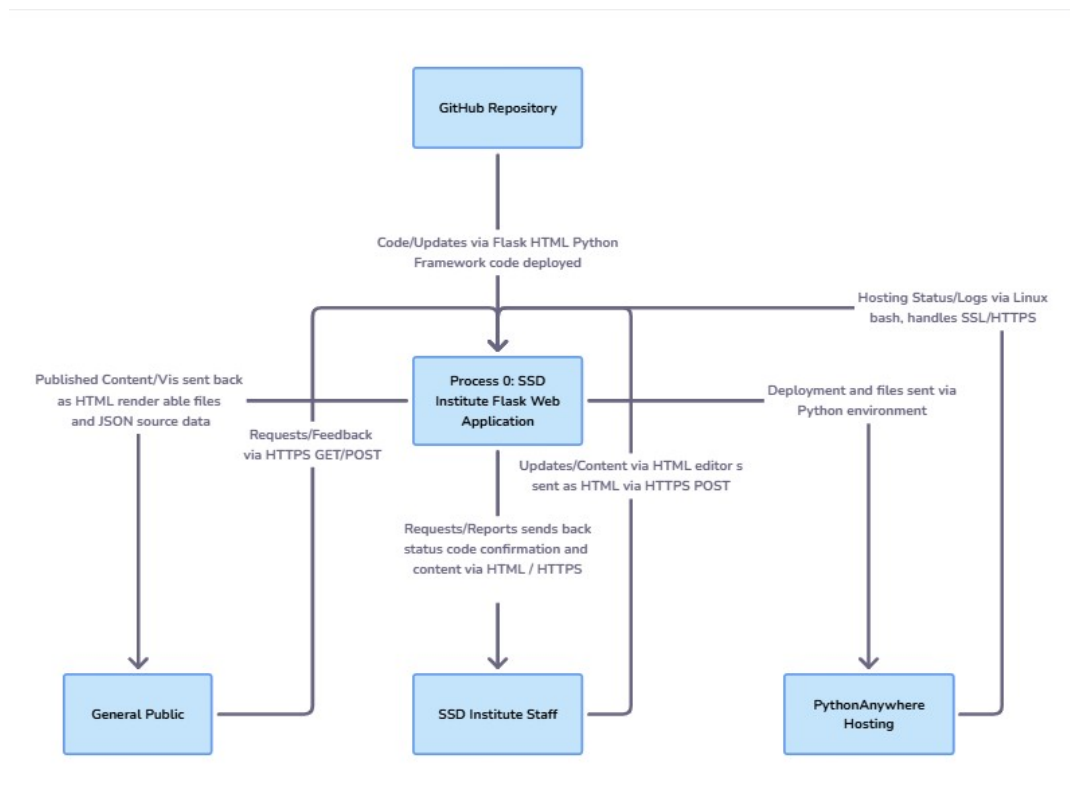 GitHub Repository
Code/Updates via Flask HTML Python
Framework code deployed
Hosting Status/Logs via Linux
bash, handles SSL/HTTPS
Process 0: SSD
Institute Flask Web
Application
Published Content/Vis sent back
as HTML render able files
and JSON source data
Deployment and files sent via
Python environment
Requests/Feedback
via HTTPS GET/POST
Updates/Content via HTML editor s
sent as HTML via HTTPS POST
Requests/Reports sends back
status code confirmation and
content via HTML / HTTPS
General Public
SSD Institute Staff
PythonAnywhere
Hosting